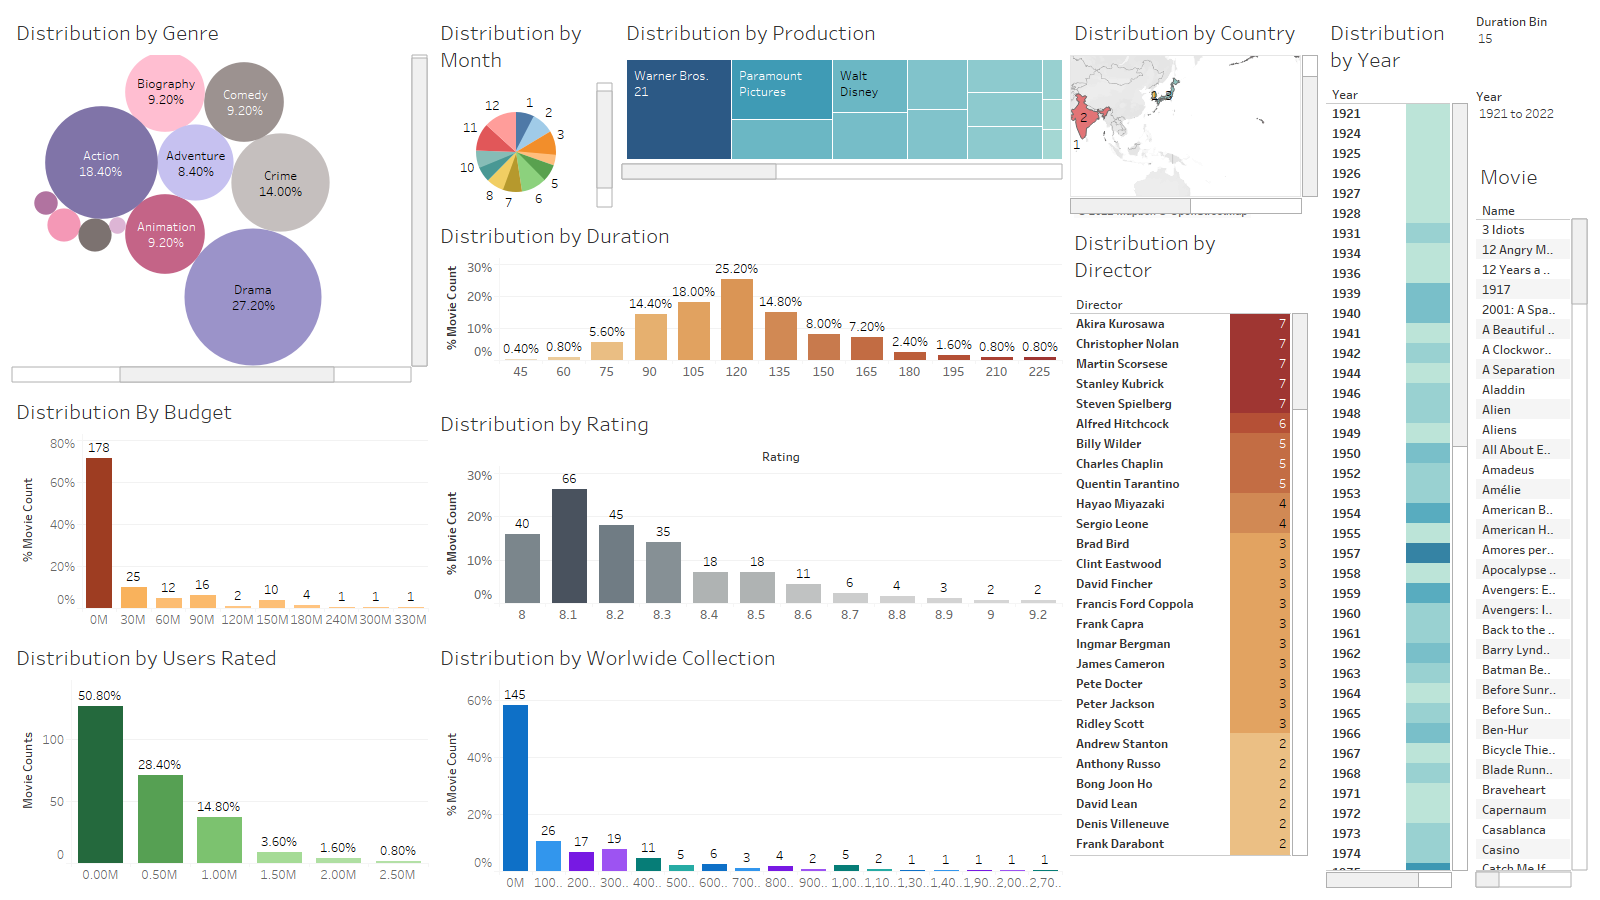 Distribution by Genre
Biography
9.20%
Comedy
9.20%
Action
18.40%
Adventure
8.40%
Crime
14.00%
Animation
9.20%
Drama
27.20%
Distribution by
Month
12
1
2
11
3
10
5
8
7
6
Distribution by Production
Warner Bros.
21
Paramount
Pictures
Walt
Disney
Distribution by Country
2
1
Distribution by Duration
% Movie Count
30%
20%
10%
0%
0.40%
0.80%
5.60%
14.40%
18.00%
25.20%
14.80%
8.00%
7.20%
2.40%
1.60%
0.80%
0.80%
45
60
75
90
105
120
135
150
165
180
195
210
225
Distribution By Budget
% Movie Count
80%
60%
40%
20%
0%
178
25
12
16
2
10
4
1
1
1
0M
30M
60M
90M
120M
150M
180M
240M
300M
330M
Distribution by Rating
Rating
% Movie Count
30%
20%
10%
0%
40
66
45
35
18
18
11
6
4
3
2
2
8
8.1
8.2
8.3
8.4
8.5
8.6
8.7
8.8
8.9
9
9.2
Distribution by Users Rated
Movie Counts
100
50
0
50.80%
28.40%
14.80%
3.60%
1.60%
0.80%
0.00M
0.50M
1.00M
1.50M
2.00M
2.50M
Distribution by Worlwide Collection
% Movie Count
60%
40%
20%
0%
145
26
17
19
11
5
6
3
4
2
5
2
1
1
1
1
1
0M
100..
200..
300..
400..
500..
600..
700..
800..
900..
1,00..
1,10..
1,30..
1,40..
1,90..
2,00..
2,70..
Distribution by
Director
Director
Akira Kurosawa 7
Christopher Nolan 7
Martin Scorsese 7
Stanley Kubrick 7
Steven Spielberg 7
Alfred Hitchcock 6
Billy Wilder 5
Charles Chaplin 5
Quentin Tarantino 5
Hayao Miyazaki 4
Sergio Leone 4
Brad Bird 3
Clint Eastwood 3
David Fincher 3
Francis Ford Coppola 3
Frank Capra 3
Ingmar Bergman 3
James Cameron 3
Pete Docter 3
Peter Jackson 3
Ridley Scott 3
Andrew Stanton 2
Anthony Russo 2
Bong Joon Ho 2
David Lean 2
Denis Villeneuve 2
Frank Darabont 2
Distribution
by Year
Year
1921
1924
1925
1926
1927
1928
1931
1934
1936
1939
1940
1941
1942
1944
1946
1948
1949
1950
1952
1953
1954
1955
1957
1958
1959
1960
1961
1962
1963
1964
1965
1966
1967
1968
1971
1972
1973
1974
Duration Bin
15
Year
1921 to 2022
Movie
Name
3 Idiots
12 Angry M..
12 Years a ..
1917
2001: A Spa..
A Beautiful ..
A Clockwor..
A Separation
Aladdin
Alien
Aliens
All About E..
Amadeus
Amélie
American B..
American H..
Amores per..
Apocalypse ..
Avengers: E..
Avengers: I..
Back to the ..
Barry Lynd..
Batman Be..
Before Sunr..
Before Sun..
Ben-Hur
Bicycle Thie..
Blade Runn..
Braveheart
Capernaum
Casablanca
Casino
Catch Me If